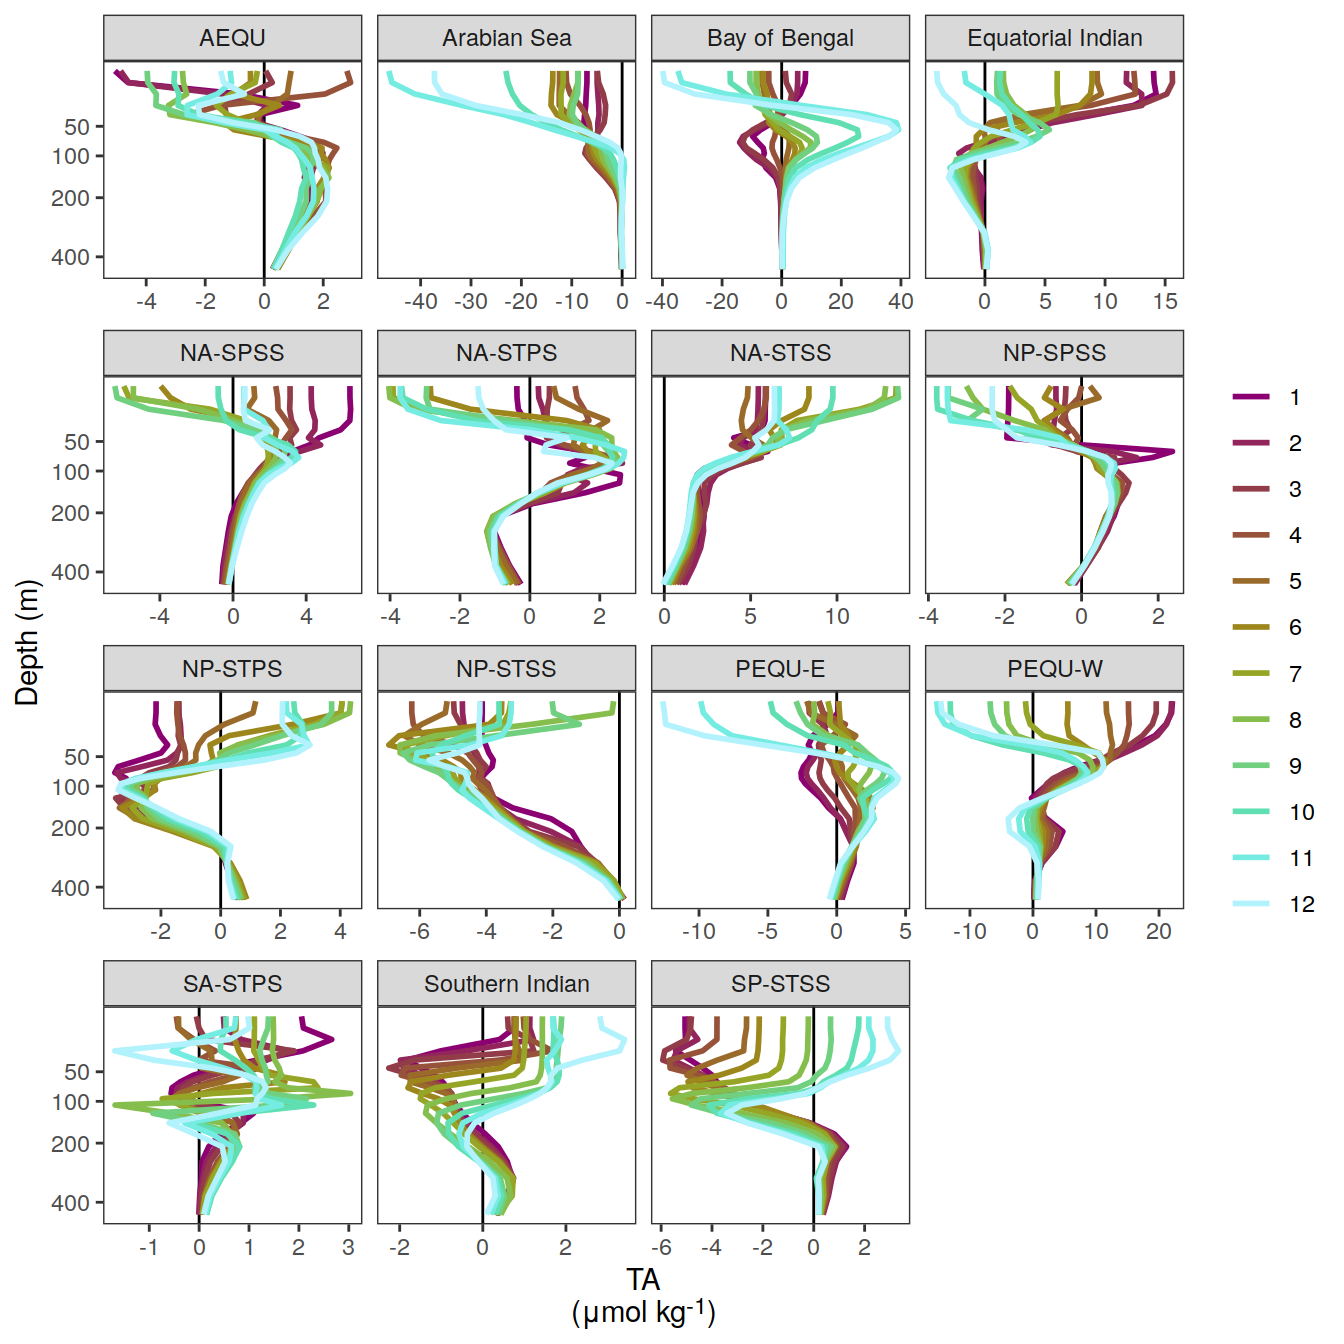 AEQU
Arabian Sea
Bay of Bengal
Equatorial Indian
50
100
200
400
-4 -2 0 2
-40 -30 -20 -10 0
-40 -20 0 20 40
0 5 10 15
NA-SPSS
NA-STPS
NA-STSS
NP-SPSS
50
100
200
400
-4 0 4
-4 -2 0 2
0 5 10
-4 -2 0 2
NP-STPS
NP-STSS
PEQU-E
PEQU-W
50
100
200
400
-2 0 2 4
-6 -4 -2 0
-10 -5 0 5
-10 0 10 20
SA-STPS
Southern Indian
SP-STSS
50
100
200
400
-1 0 1 2 3
-2 0 2
-6 -4 -2 0 2
Depth (m)
TA
(μmol kg⁻¹)
1
2
3
4
5
6
7
8
9
10
11
12